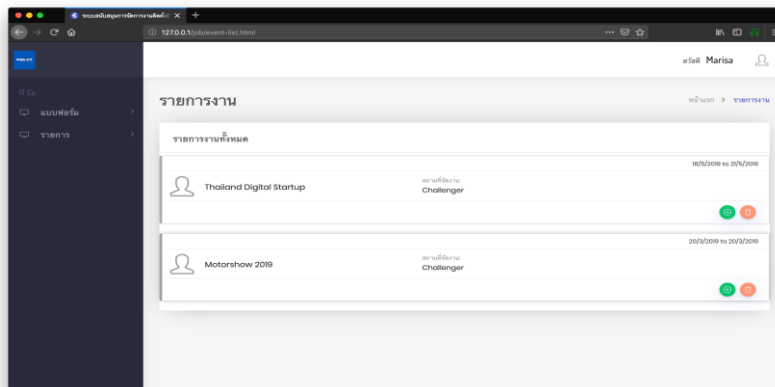 127.0.0.1/job/event-list.html
สวัสดี Marisa
IT Co
แบบฟอร์ม
รายการ
รายการงาน
หน้าแรก > รายการงาน
รายการงานทั้งหมด
18/5/2019 to 21/5/2019
Thailand Digital Startup
สถานที่จัดงาน
Challenger
20/3/2019 to 20/3/2019
Motorshow 2019
สถานที่จัดงาน
Challenger